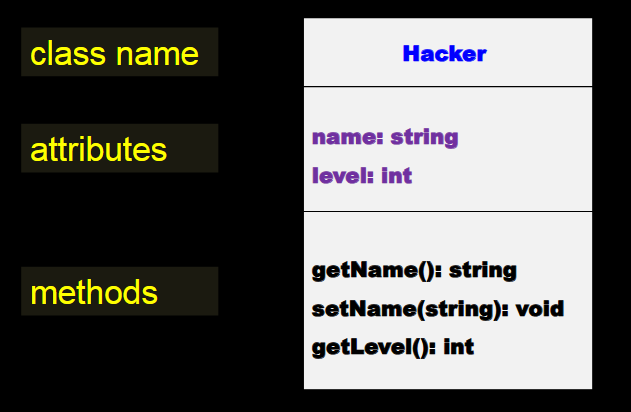 class name
Hacker
attributes
name: string
level: int
methods
getName(): string
setName(string): void
getLevel(): int